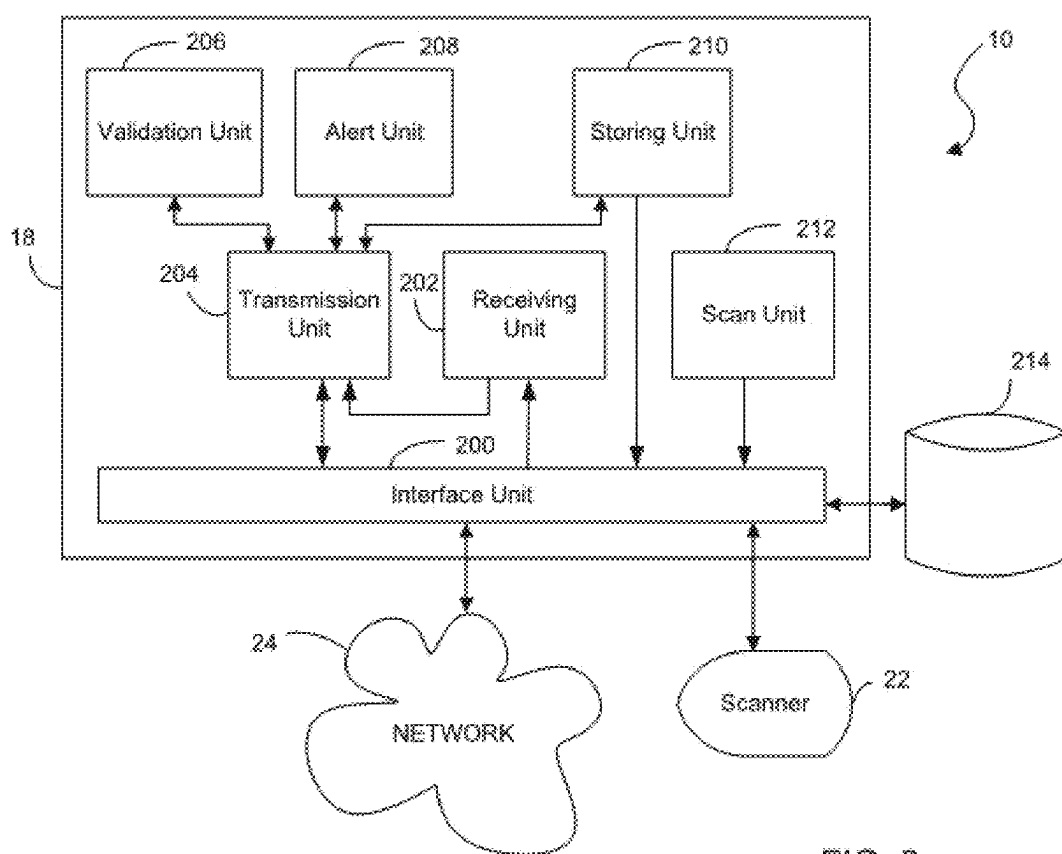 206
208
210
10
Validation Unit
Alert Unit
Storing Unit
18
212
204
Transmission
Unit
202
Receiving
Unit
Scan Unit
214
200
Interface Unit
24
NETWORK
Scanner
22